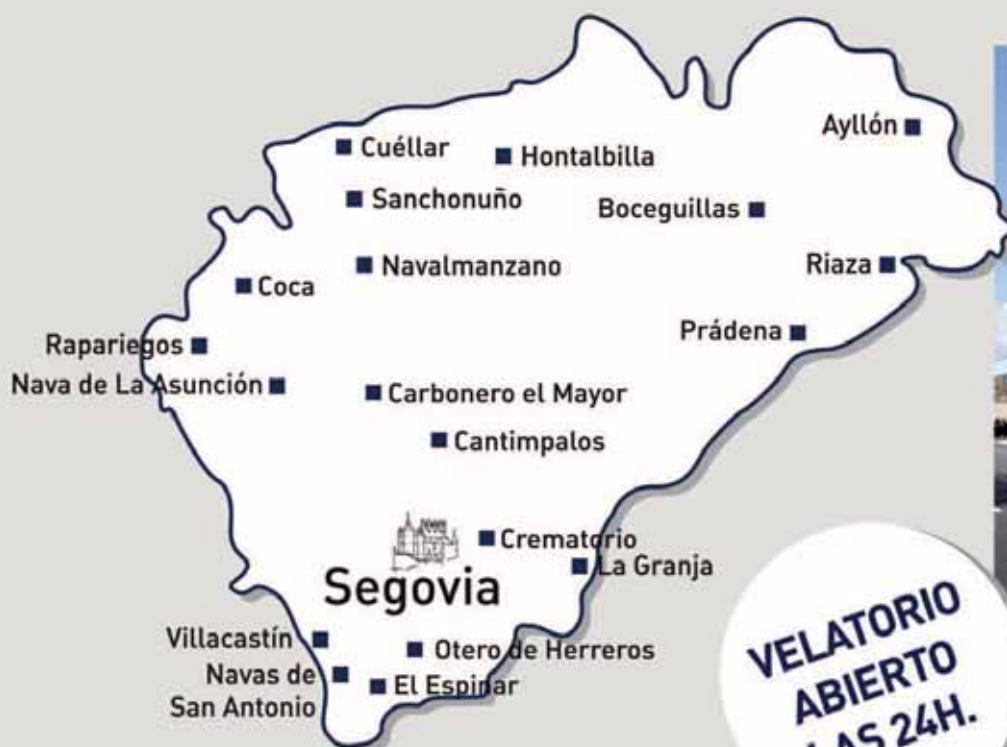 Ayllón
Cuéllar
Hontalbilla
Sanchonuño
Boceguillas
Navalmanzano
Riaza
Coca
Prádena
Rapariegos
Nava de La Asunción
Carbonero el Mayor
Cantimpalos
Crematorio
La Granja
Segovia
Villacastín
Otero de Herreros
Navas de
San Antonio
El Espinar
VELATORIO
ABIERTO
LAS 24H.